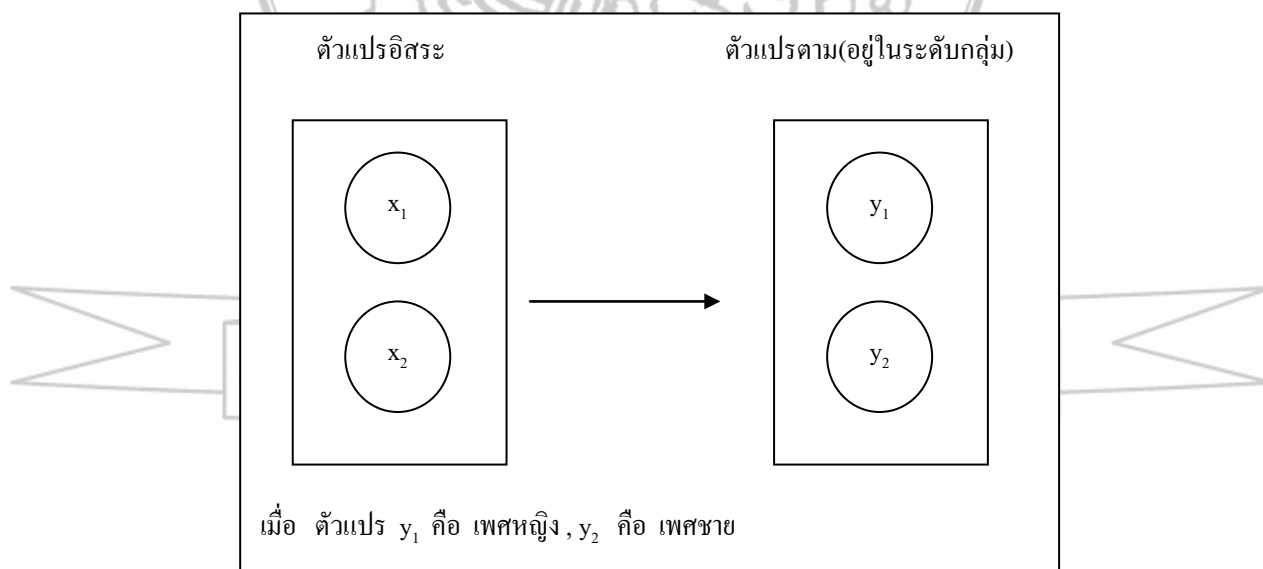 ตัวแปรอิสระ ตัวแปรตาม(อยู่ในระดับกลุ่ม)
x₁ y₁
x₂ y₂
เมื่อ ตัวแปร y₁ คือ เพศหญิง , y₂ คือ เพศชาย